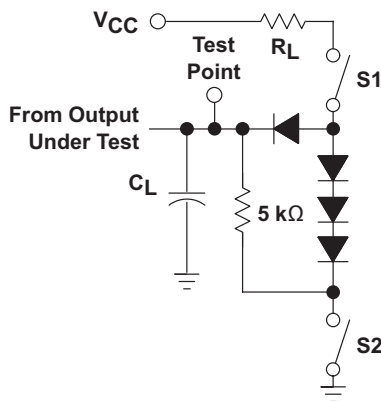 VCC
RL
S1
Test
Point
From Output
Under Test
CL
5 kΩ
S2